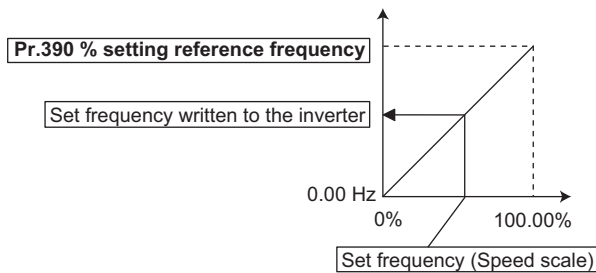 Pr.390 % setting reference frequency
Set frequency written to the inverter
0.00 Hz
0%
100.00%
Set frequency (Speed scale)